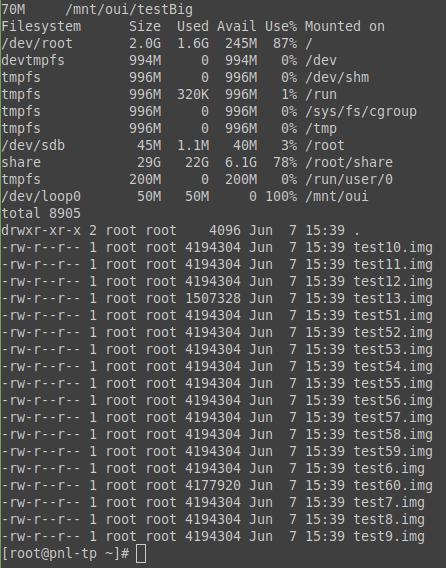 70M     /mnt/oui/testBig
Filesystem      Size  Used Avail Use% Mounted on
/dev/root       2.0G  1.6G  245M  87% /
devtmpfs        994M     0  994M   0% /dev
tmpfs           996M     0  996M   0% /dev/shm
tmpfs           996M  320K  996M   1% /run
tmpfs           996M     0  996M   0% /sys/fs/cgroup
tmpfs           996M     0  996M   0% /tmp
/dev/sdb         45M  1.1M   40M   3% /root
share            29G   22G  6.1G  78% /root/share
tmpfs           200M     0  200M   0% /run/user/0
/dev/loop0       50M   50M     0 100% /mnt/oui
total 8905
drwxr-xr-x 2 root root    4096 Jun  7 15:39 .
-rw-r--r-- 1 root root 4194304 Jun  7 15:39 test10.img
-rw-r--r-- 1 root root 4194304 Jun  7 15:39 test11.img
-rw-r--r-- 1 root root 4194304 Jun  7 15:39 test12.img
-rw-r--r-- 1 root root 1507328 Jun  7 15:39 test13.img
-rw-r--r-- 1 root root 4194304 Jun  7 15:39 test51.img
-rw-r--r-- 1 root root 4194304 Jun  7 15:39 test52.img
-rw-r--r-- 1 root root 4194304 Jun  7 15:39 test53.img
-rw-r--r-- 1 root root 4194304 Jun  7 15:39 test54.img
-rw-r--r-- 1 root root 4194304 Jun  7 15:39 test55.img
-rw-r--r-- 1 root root 4194304 Jun  7 15:39 test56.img
-rw-r--r-- 1 root root 4194304 Jun  7 15:39 test57.img
-rw-r--r-- 1 root root 4194304 Jun  7 15:39 test58.img
-rw-r--r-- 1 root root 4194304 Jun  7 15:39 test59.img
-rw-r--r-- 1 root root 4194304 Jun  7 15:39 test6.img
-rw-r--r-- 1 root root 4177920 Jun  7 15:39 test60.img
-rw-r--r-- 1 root root 4194304 Jun  7 15:39 test7.img
-rw-r--r-- 1 root root 4194304 Jun  7 15:39 test8.img
-rw-r--r-- 1 root root 4194304 Jun  7 15:39 test9.img
[root@pnl-tp ~]#